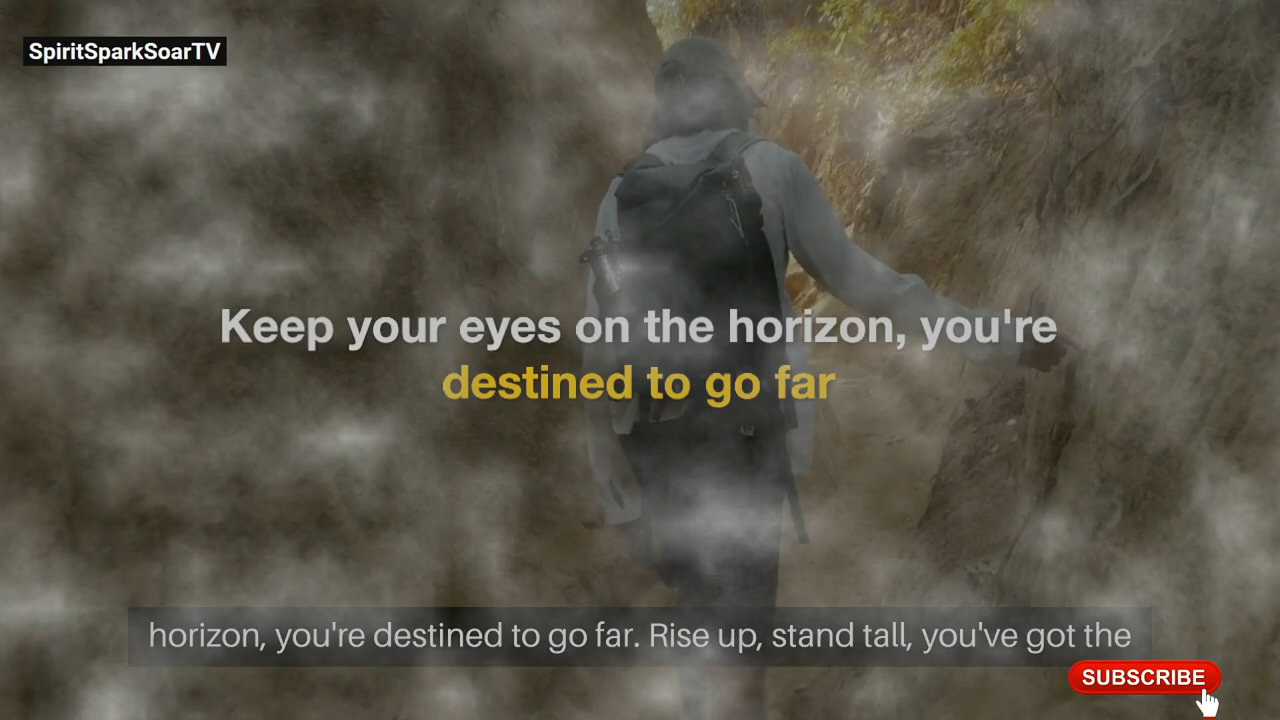 SpiritSparkSoarTV
Keep your eyes on the horizon, you're
destined to go far
horizon, you're destined to go far. Rise up, stand tall, you've got the
SUBSCRIBE